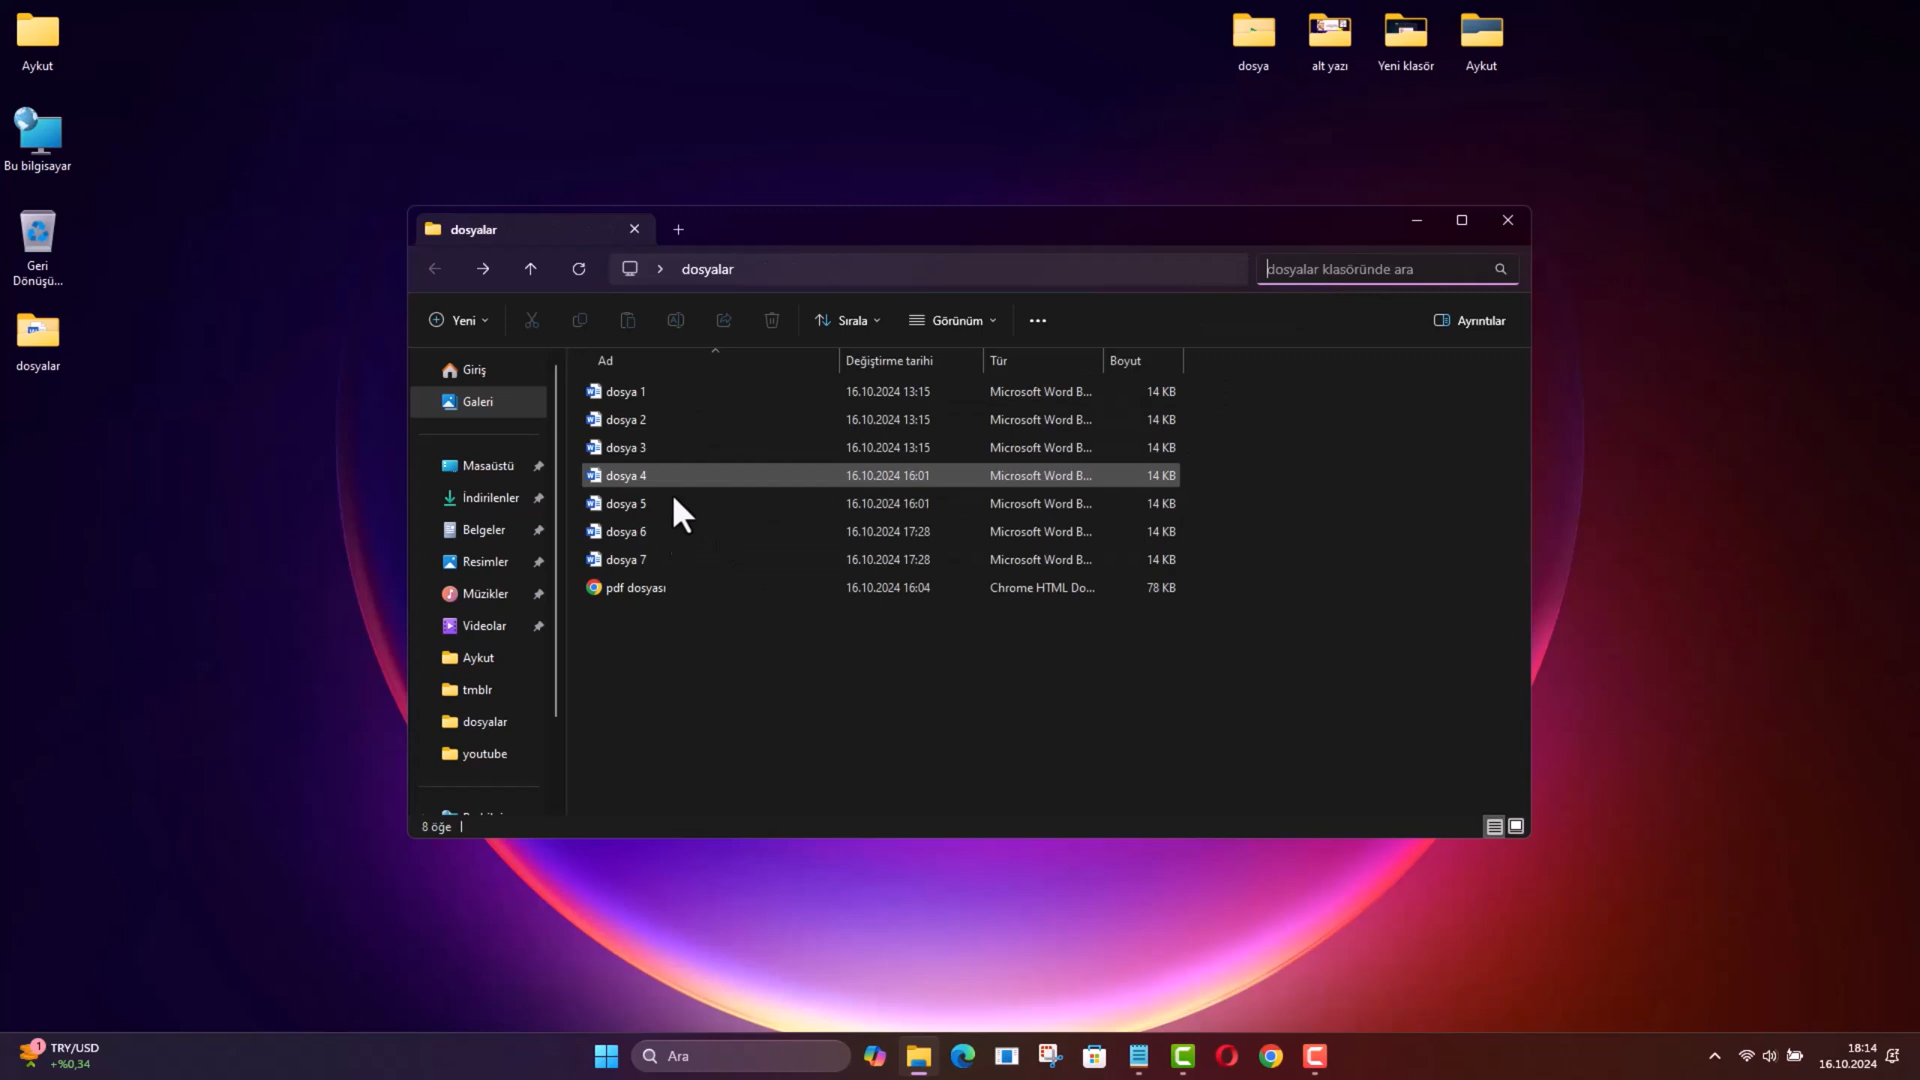 Aykut
Bu bilgisayar
Geri
Dönüşü...
dosyalar
dosya
alt yazı
Yeni klasör
Aykut
dosyalar
dosyalar
dosyalar klasöründe ara
Yeni
Sırala
Görünüm
Ayrıntılar
Giriş
Galeri
Masaüstü
İndirilenler
Belgeler
Resimler
Müzikler
Videolar
Aykut
tmblr
dosyalar
youtube
Ad Değiştirme tarihi Tür Boyut
dosya 1 16.10.2024 13:15 Microsoft Word B... 14 KB
dosya 2 16.10.2024 13:15 Microsoft Word B... 14 KB
dosya 3 16.10.2024 13:15 Microsoft Word B... 14 KB
dosya 4 16.10.2024 16:01 Microsoft Word B... 14 KB
dosya 5 16.10.2024 16:01 Microsoft Word B... 14 KB
dosya 6 16.10.2024 17:28 Microsoft Word B... 14 KB
dosya 7 16.10.2024 17:28 Microsoft Word B... 14 KB
pdf dosyası 16.10.2024 16:04 Chrome HTML Do... 78 KB
8 öğe
1
TRY/USD
+%0,34
Ara
18:14
16.10.2024